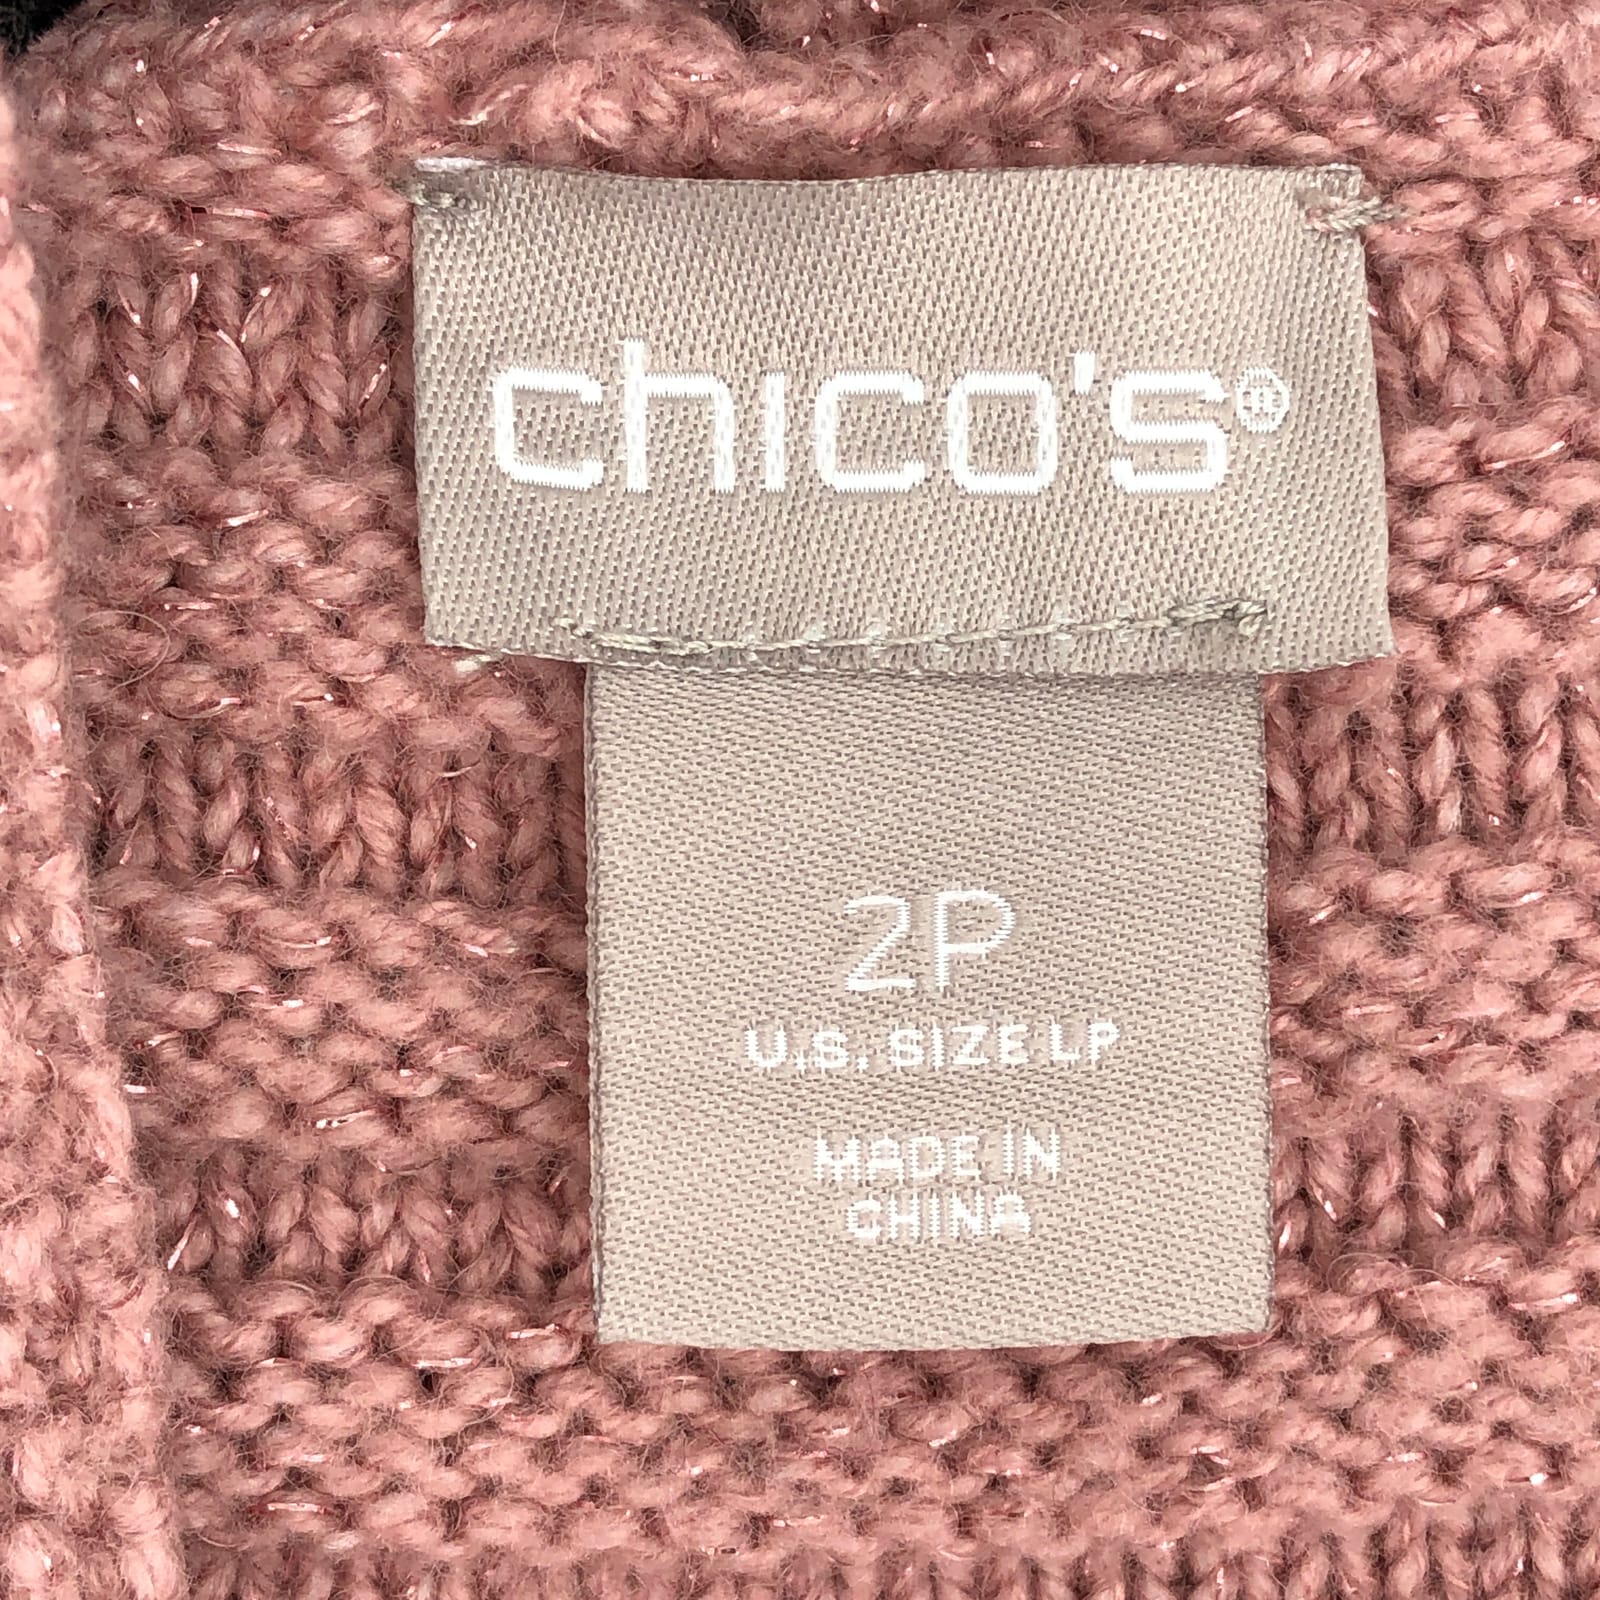 chico's®
2P
U.S. SIZE LP
MADE IN
CHINA